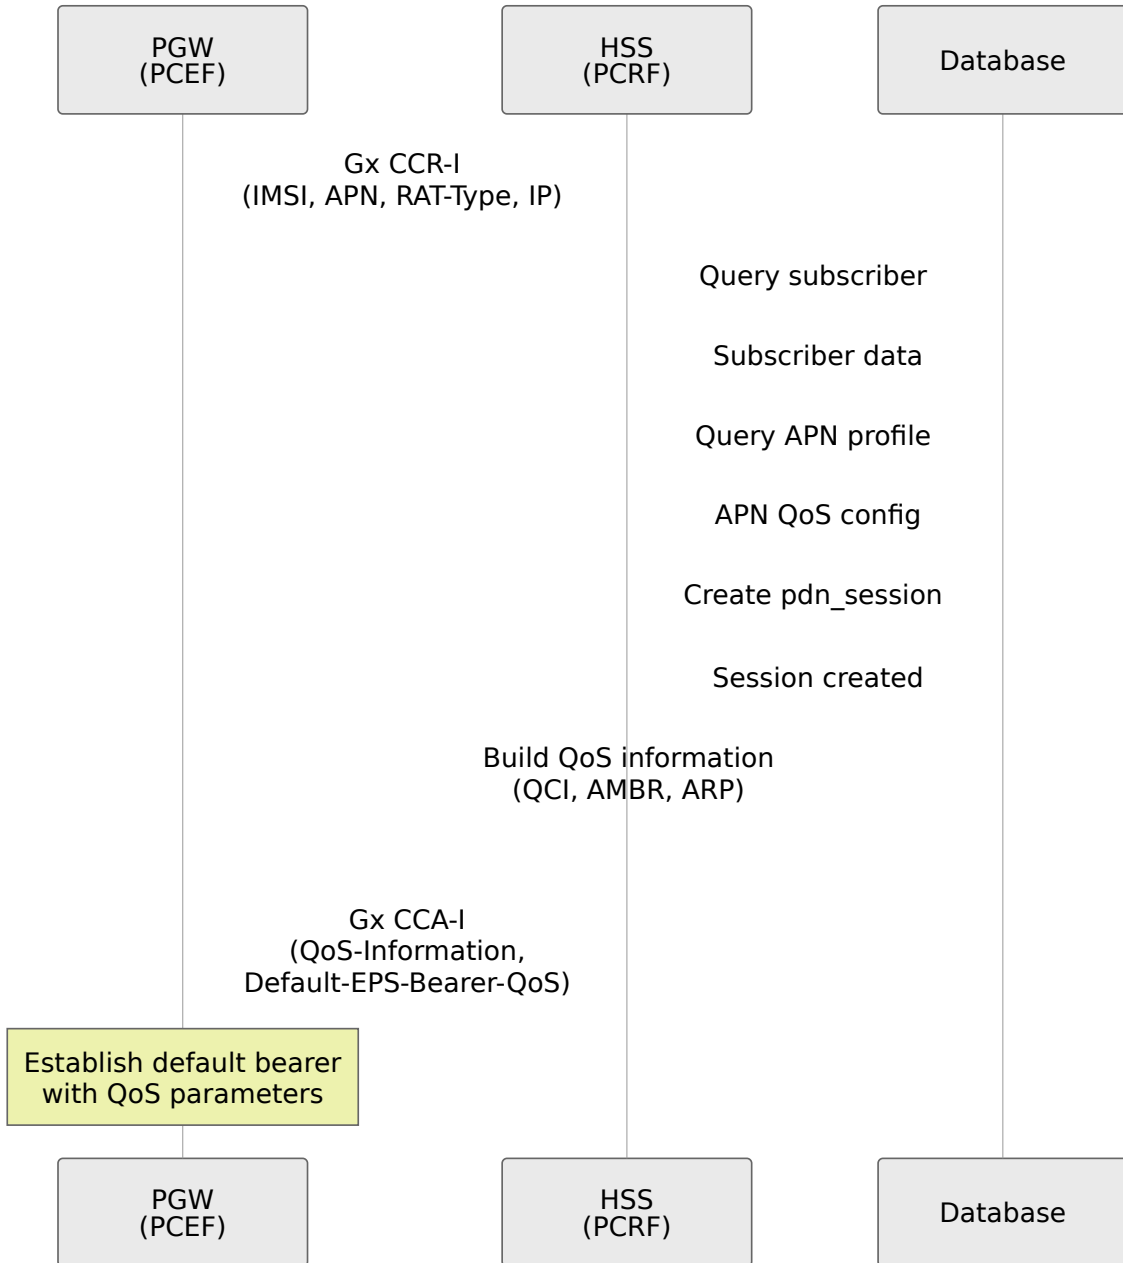 PGW
(PCEF)
HSS
(PCRF)
Database
Gx CCR-I
(IMSI, APN, RAT-Type, IP)
Query subscriber
Subscriber data
Query APN profile
APN QoS config
Create pdn_session
Session created
Build QoS information
(QCI, AMBR, ARP)
Gx CCA-I
(QoS-Information,
Default-EPS-Bearer-QoS)
Establish default bearer
with QoS parameters
PGW
(PCEF)
HSS
(PCRF)
Database